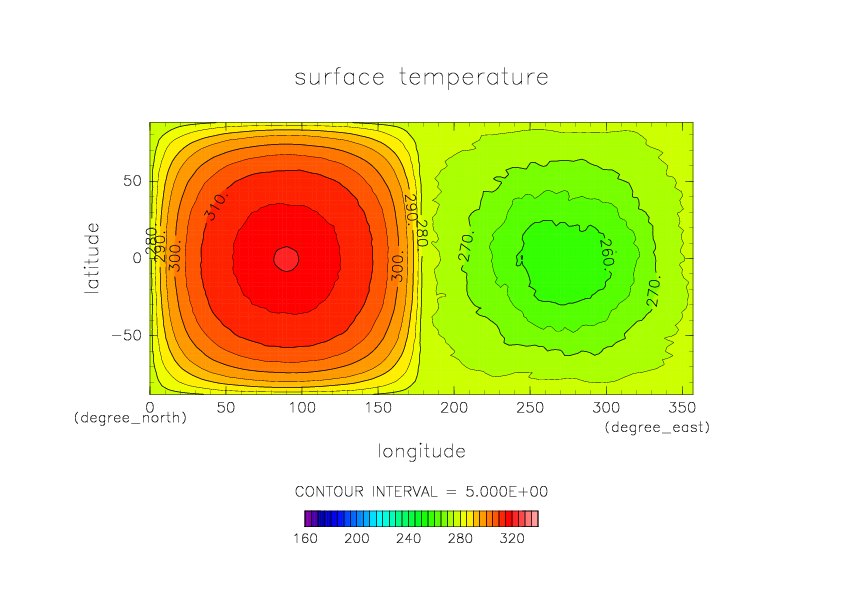 surface temperature
310.
290.
280.
280.
290.
300.
300.
270.
260.
270.
50
0
−50
latitude
0 50 100 150 200 250 300 350
(degree_north)
(degree_east)
longitude
CONTOUR INTERVAL = 5.000E+00
160 200 240 280 320